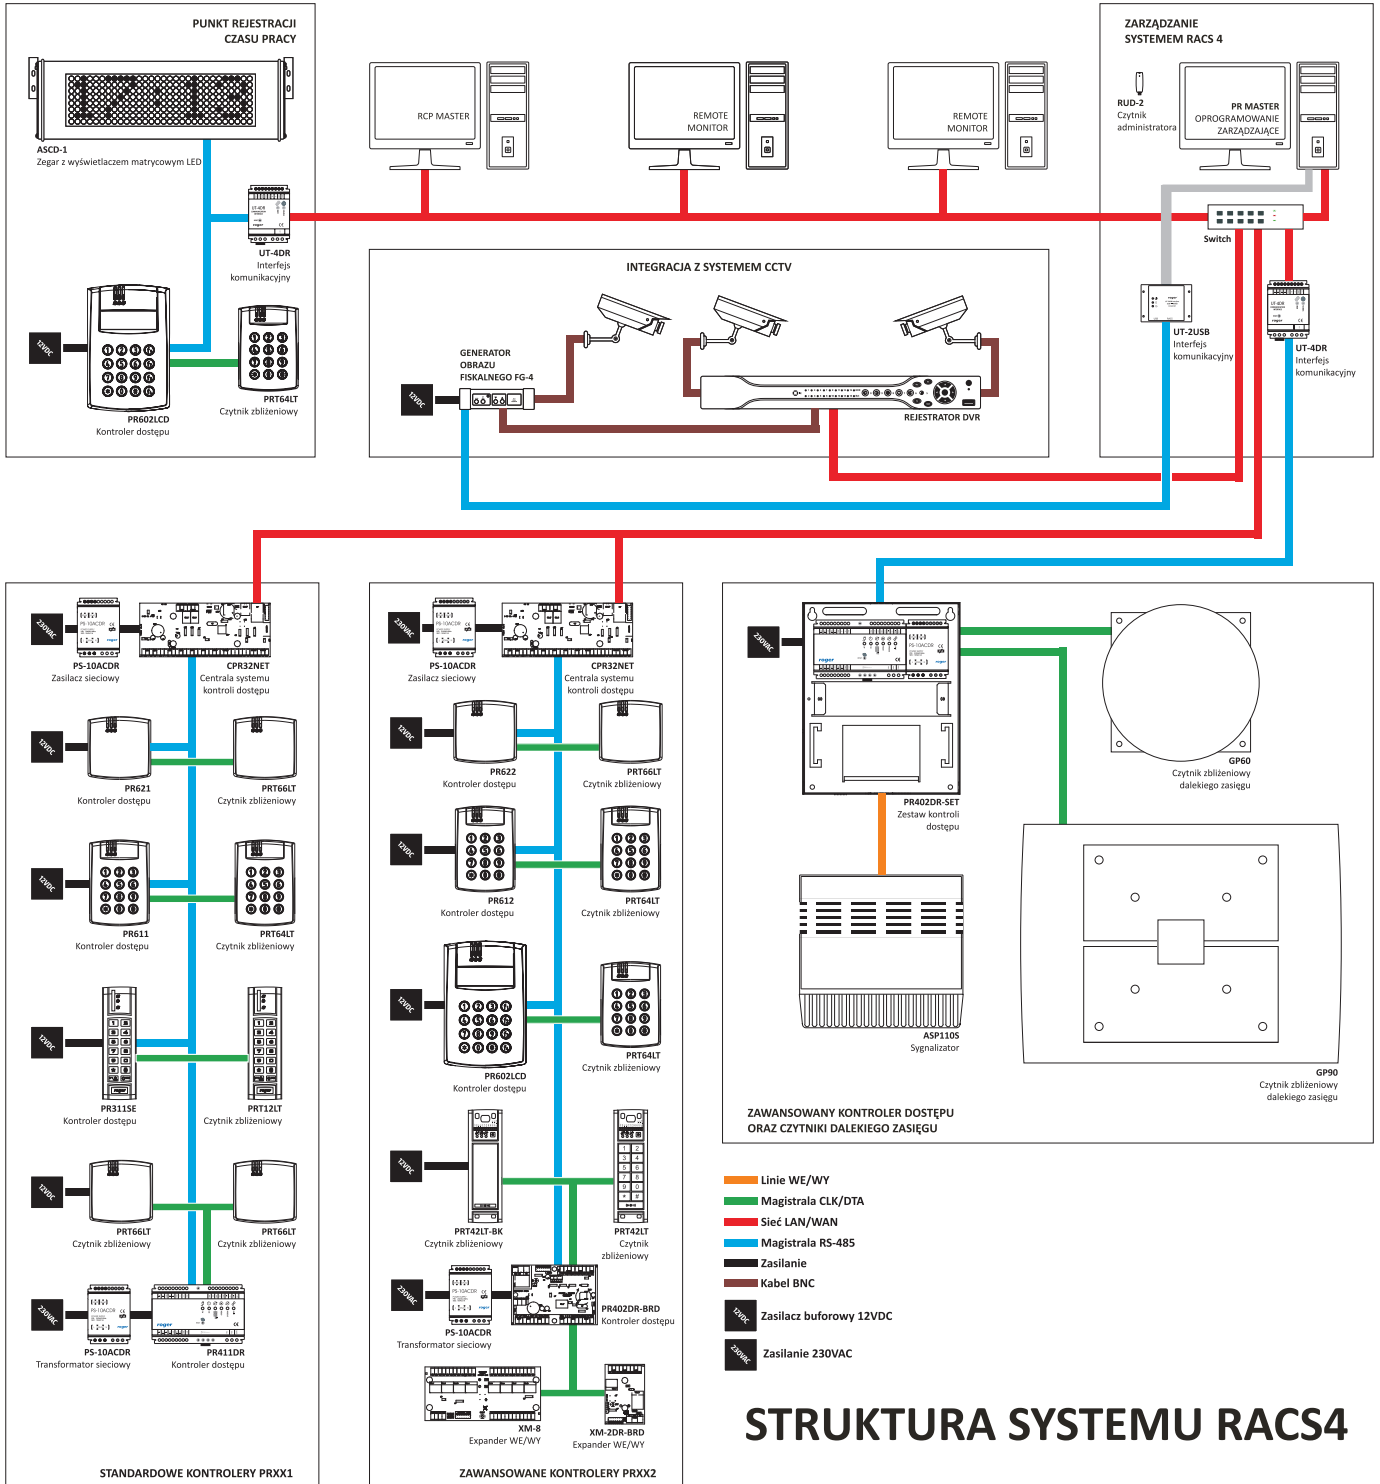 PUNKT REJESTRACJI
CZASU PRACY
ASCD-1
Zegar z wyświetlaczem matrycowym LED
UT-4DR
Interfejs
komunikacyjny
12VDC
PR602LCD
Kontroler dostępu
PRT64LT
Czytnik zbliżeniowy
RCP MASTER
REMOTE
MONITOR
REMOTE
MONITOR
ZARZĄDZANIE
SYSTEMEM RACS 4
RUD-2
Czytnik
administratora
PR MASTER
OPROGRAMOWANIE
ZARZĄDZAJĄCE
Switch
UT-2USB
Interfejs
komunikacyjny
UT-4DR
Interfejs
komunikacyjny
INTEGRACJA Z SYSTEMEM CCTV
GENERATOR
OBRAZU
FISKALNEGO FG-4
12VDC
REJESTRATOR DVR
230VAC
PS-10ACDR
Zasilacz sieciowy
CPR32NET
Centrala systemu
kontroli dostępu
12VDC
PR621
Kontroler dostępu
PRT66LT
Czytnik zbliżeniowy
12VDC
PR611
Kontroler dostępu
PRT64LT
Czytnik zbliżeniowy
12VDC
PR311SE
Kontroler dostępu
PRT12LT
Czytnik zbliżeniowy
12VDC
PRT66LT
Czytnik zbliżeniowy
PRT66LT
Czytnik zbliżeniowy
230VAC
PS-10ACDR
Transformator sieciowy
roger
PR411DR
Kontroler dostępu
STANDARDOWE KONTROLERY PRXX1
230VAC
PS-10ACDR
Zasilacz sieciowy
CPR32NET
Centrala systemu
kontroli dostępu
12VDC
PR622
Kontroler dostępu
PRT66LT
Czytnik zbliżeniowy
12VDC
PR612
Kontroler dostępu
PRT64LT
Czytnik zbliżeniowy
12VDC
PR602LCD
Kontroler dostępu
PRT64LT
Czytnik zbliżeniowy
12VDC
PRT42LT-BK
Czytnik zbliżeniowy
PRT42LT
Czytnik
zbliżeniowy
230VAC
PS-10ACDR
Transformator sieciowy
PR402DR-BRD
Kontroler dostępu
XM-8
Expander WE/WY
XM-2DR-BRD
Expander WE/WY
ZAWANSOWANE KONTROLERY PRXX2
230VAC
roger
PR402DR-SET
Zestaw kontroli
dostępu
GP60
Czytnik zbliżeniowy
dalekiego zasięgu
ASP110S
Sygnalizator
GP90
Czytnik zbliżeniowy
dalekiego zasięgu
ZAWANSOWANY KONTROLER DOSTĘPU
ORAZ CZYTNIKI DALEKIEGO ZASIĘGU
Linie WE/WY
Magistrala CLK/DTA
Sieć LAN/WAN
Magistrala RS-485
Zasilanie
Kabel BNC
12VDC
Zasilacz buforowy 12VDC
230VAC
Zasilanie 230VAC
STRUKTURA SYSTEMU RACS4